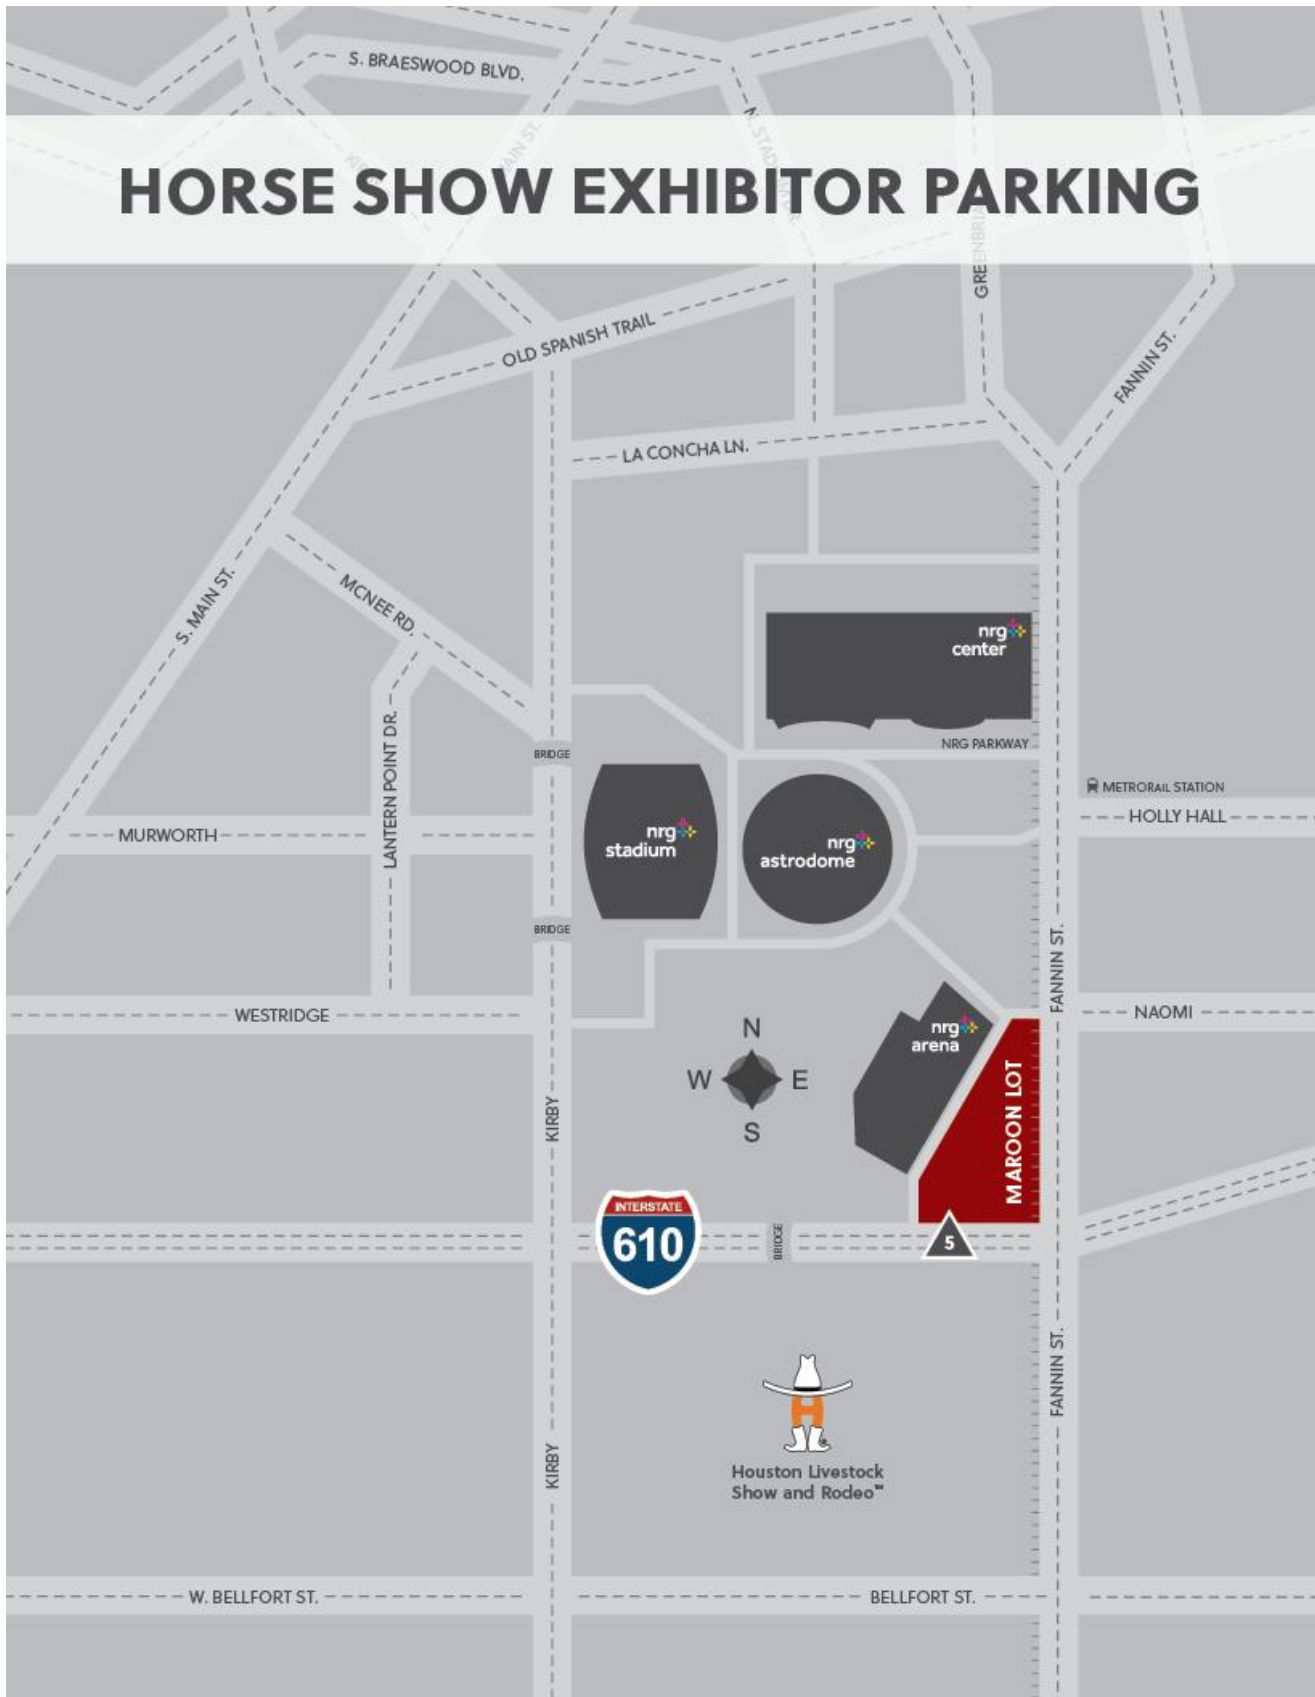 S. BRAESWOOD BLVD.
MAIN ST.
HORSE SHOW EXHIBITOR PARKING
OLD SPANISH TRAIL
FANNIN ST.
LA CONCHA LN.
S. MAIN ST.
MCNEE RD.
nrg
center
LANTERN POINT DR.
BRIDGE
NRG PARKWAY
METRORAIL STATION
HOLLY HALL
MURWORTH
nrg
stadium
nrg
astrodome
BRIDGE
FANNIN ST.
WESTRIDGE
NAOMI
N
W E
S
nrg
arena
MAROON LOT
KIRBY
INTERSTATE
610
BRIDGE
5
FANNIN ST.
KIRBY
Houston Livestock
Show and Rodeo™
W. BELLFORT ST.
BELLFORT ST.